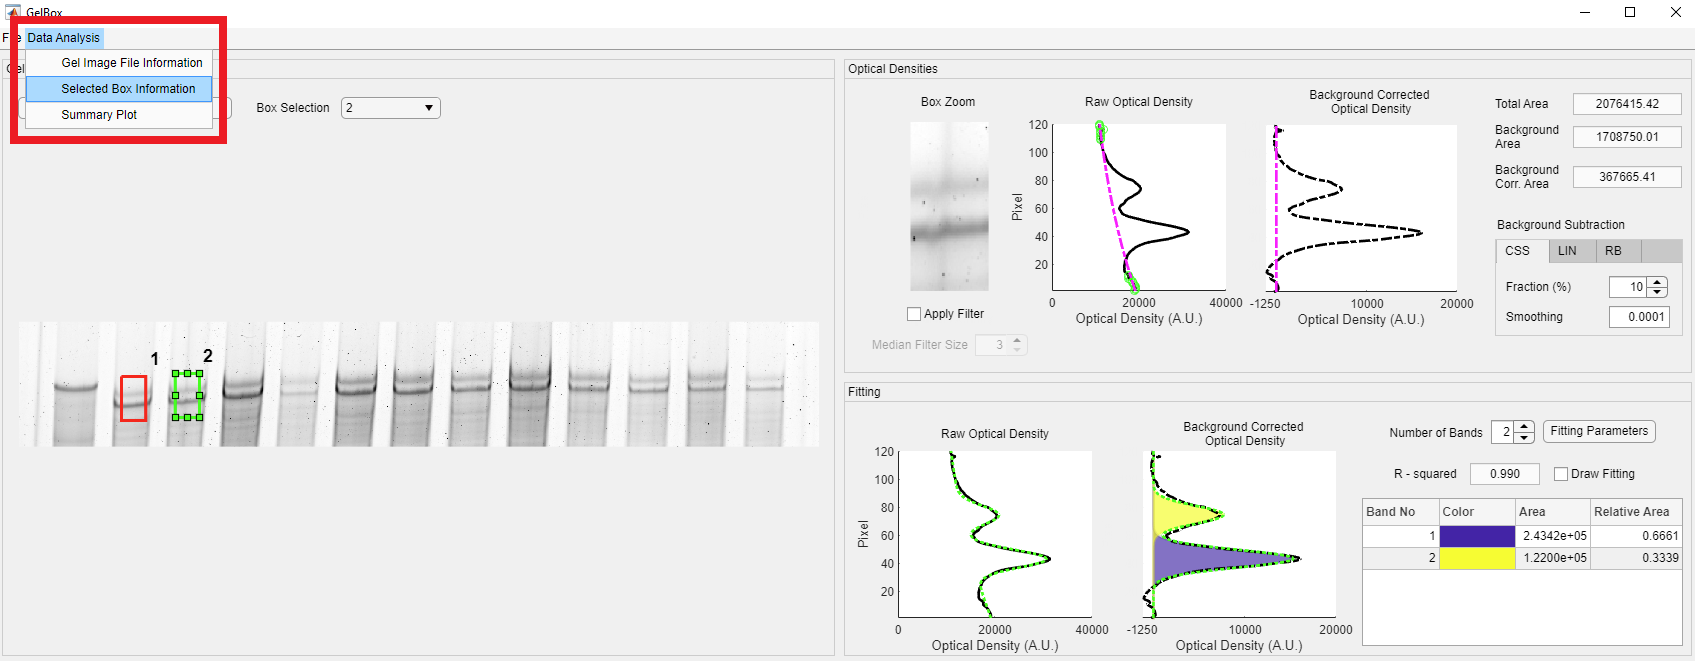 GelBox
File Data Analysis
Gel Image File Information
Selected Box Information
Summary Plot
Gel
Box Selection 2
1
2
Optical Densities
Box Zoom
Raw Optical Density
Background Corrected
Optical Density
120
100
80
60
40
20
Pixel
0 20000 40000
Optical Density (A.U.)
-1250 10000 20000
Optical Density (A.U.)
Apply Filter
Median Filter Size 3
Total Area 2076415.42
Background
Area
1708750.01
Background
Corr. Area
367665.41
Background Subtraction
CSS LIN RB
Fraction (%) 10
Smoothing 0.0001
Fitting
Raw Optical Density
Background Corrected
Optical Density
120
100
80
60
40
20
Pixel
0 20000 40000
Optical Density (A.U.)
-1250 10000 20000
Optical Density (A.U.)
Number of Bands 2 Fitting Parameters
R - squared 0.990 Draw Fitting
Band No Color Area Relative Area
1 2.4342e+05 0.6661
2 1.2200e+05 0.3339